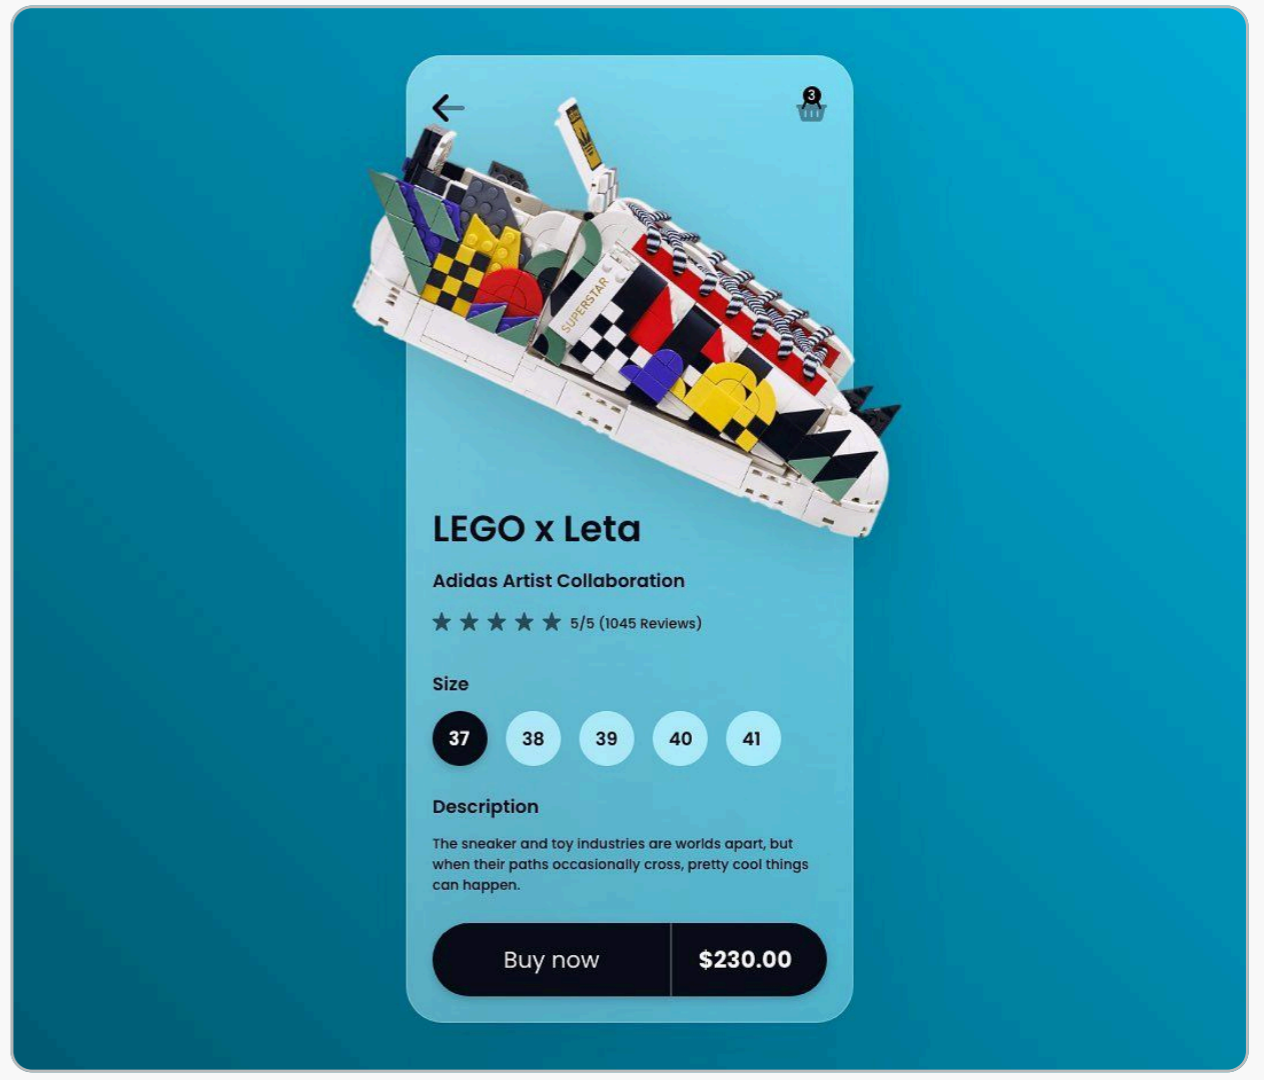 3
SUPERSTAR
LEGO x Leta
Adidas Artist Collaboration
5/5 (1045 Reviews)
Size
37 38 39 40 41
Description
The sneaker and toy industries are worlds apart, but
when their paths occasionally cross, pretty cool things
can happen.
Buy now $230.00